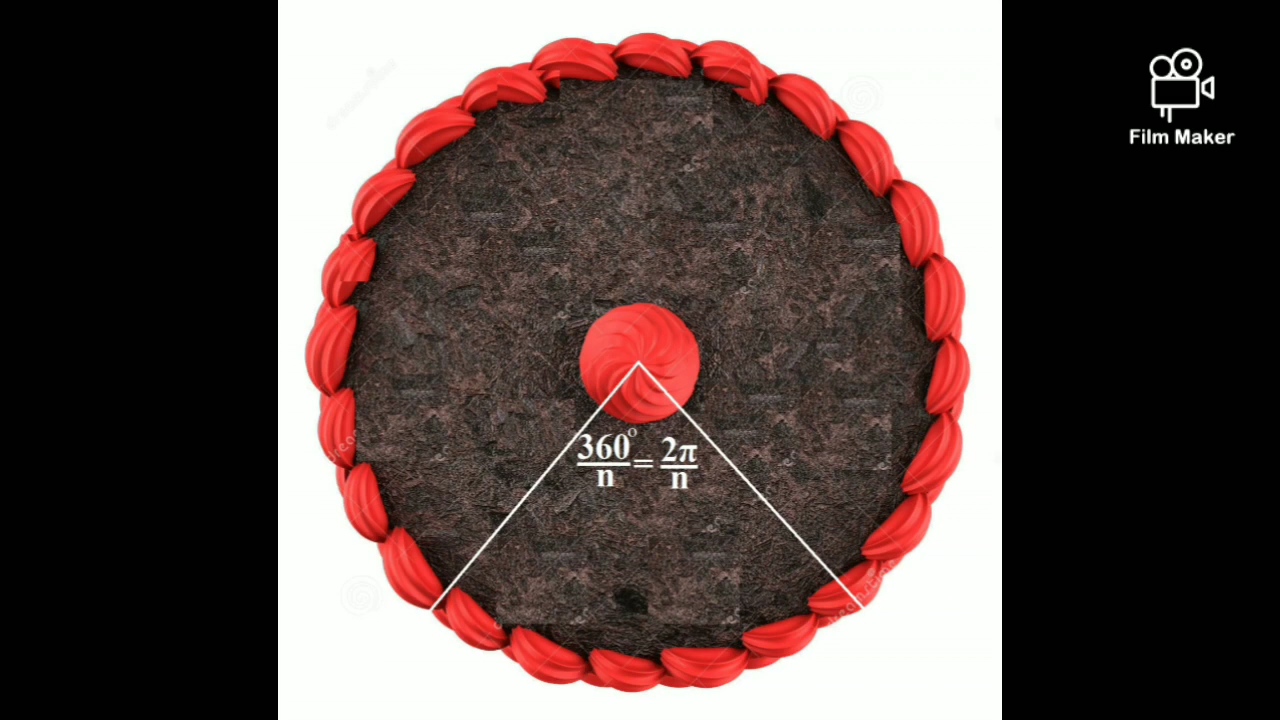 Film Maker
360° = 2π
n n